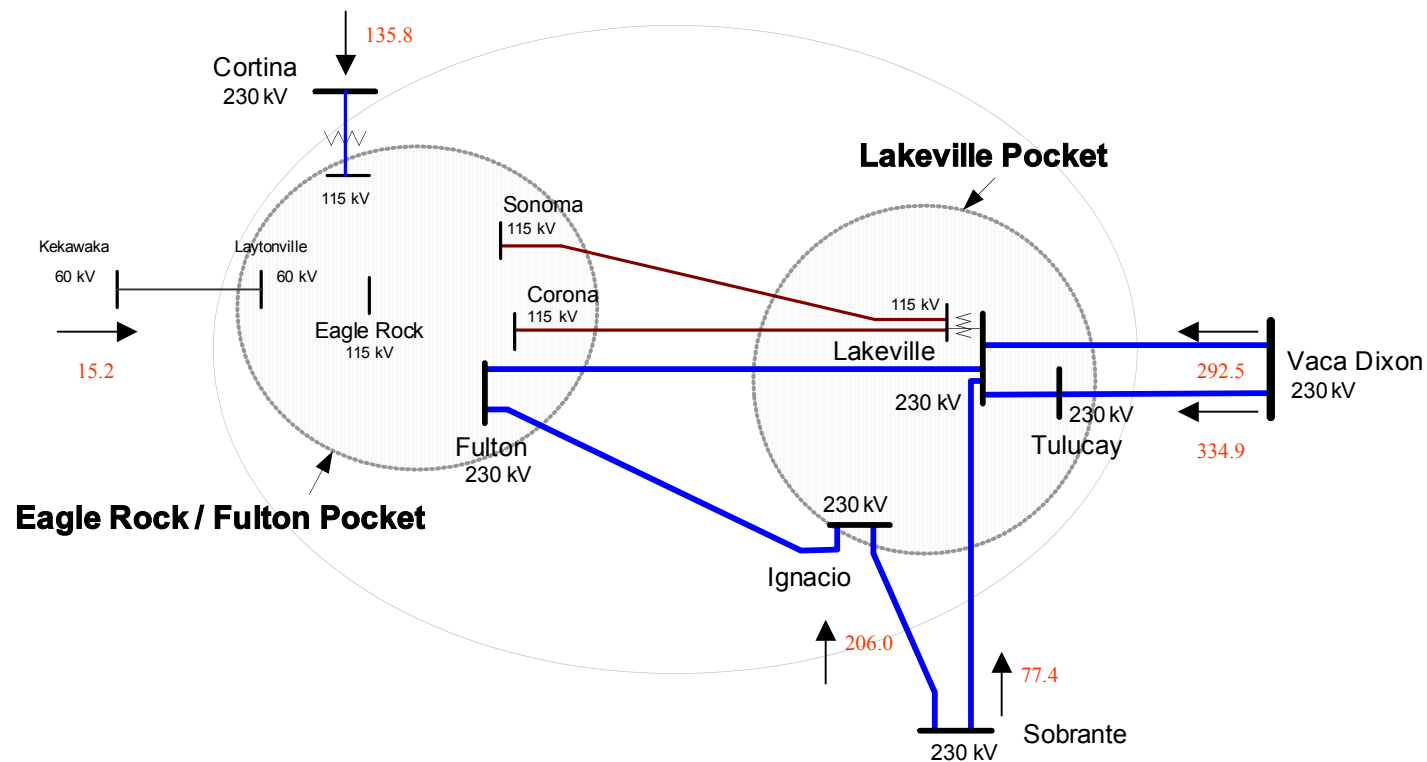 135.8
Cortina
230 kV
115 kV
Lakeville Pocket
Sonoma
115 kV
Kekawaka
60 kV
Laytonville
60 kV
Corona
115 kV
115 kV
Eagle Rock
115 kV
15.2
Lakeville
230 kV
292.5
Vaca Dixon
230 kV
230 kV
Tulucay
334.9
Fulton
230 kV
Eagle Rock / Fulton Pocket
230 kV
Ignacio
206.0
77.4
Sobrante
230 kV